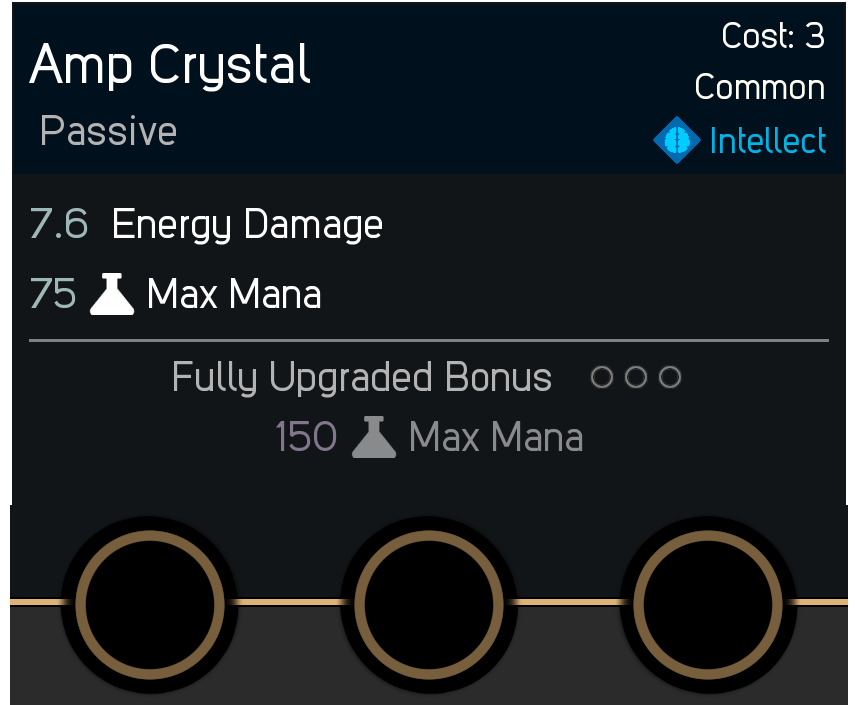 Amp Crystal
Passive
Cost: 3
Common
Intellect
7.6 Energy Damage
75 Max Mana
Fully Upgraded Bonus
150 Max Mana